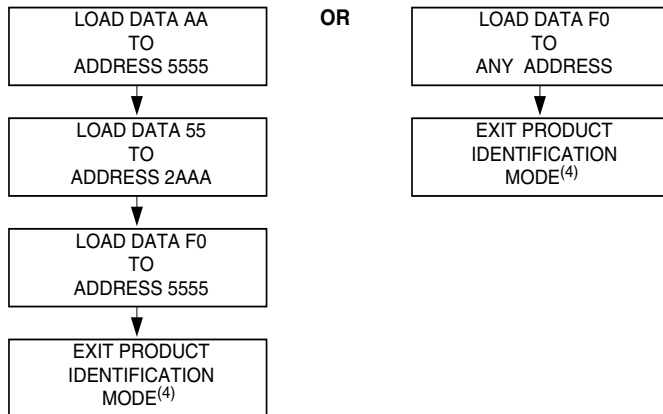 LOAD DATA AA
TO
ADDRESS 5555
LOAD DATA 55
TO
ADDRESS 2AAA
LOAD DATA F0
TO
ADDRESS 5555
EXIT PRODUCT
IDENTIFICATION
MODE(4)
OR
LOAD DATA F0
TO
ANY ADDRESS
EXIT PRODUCT
IDENTIFICATION
MODE(4)